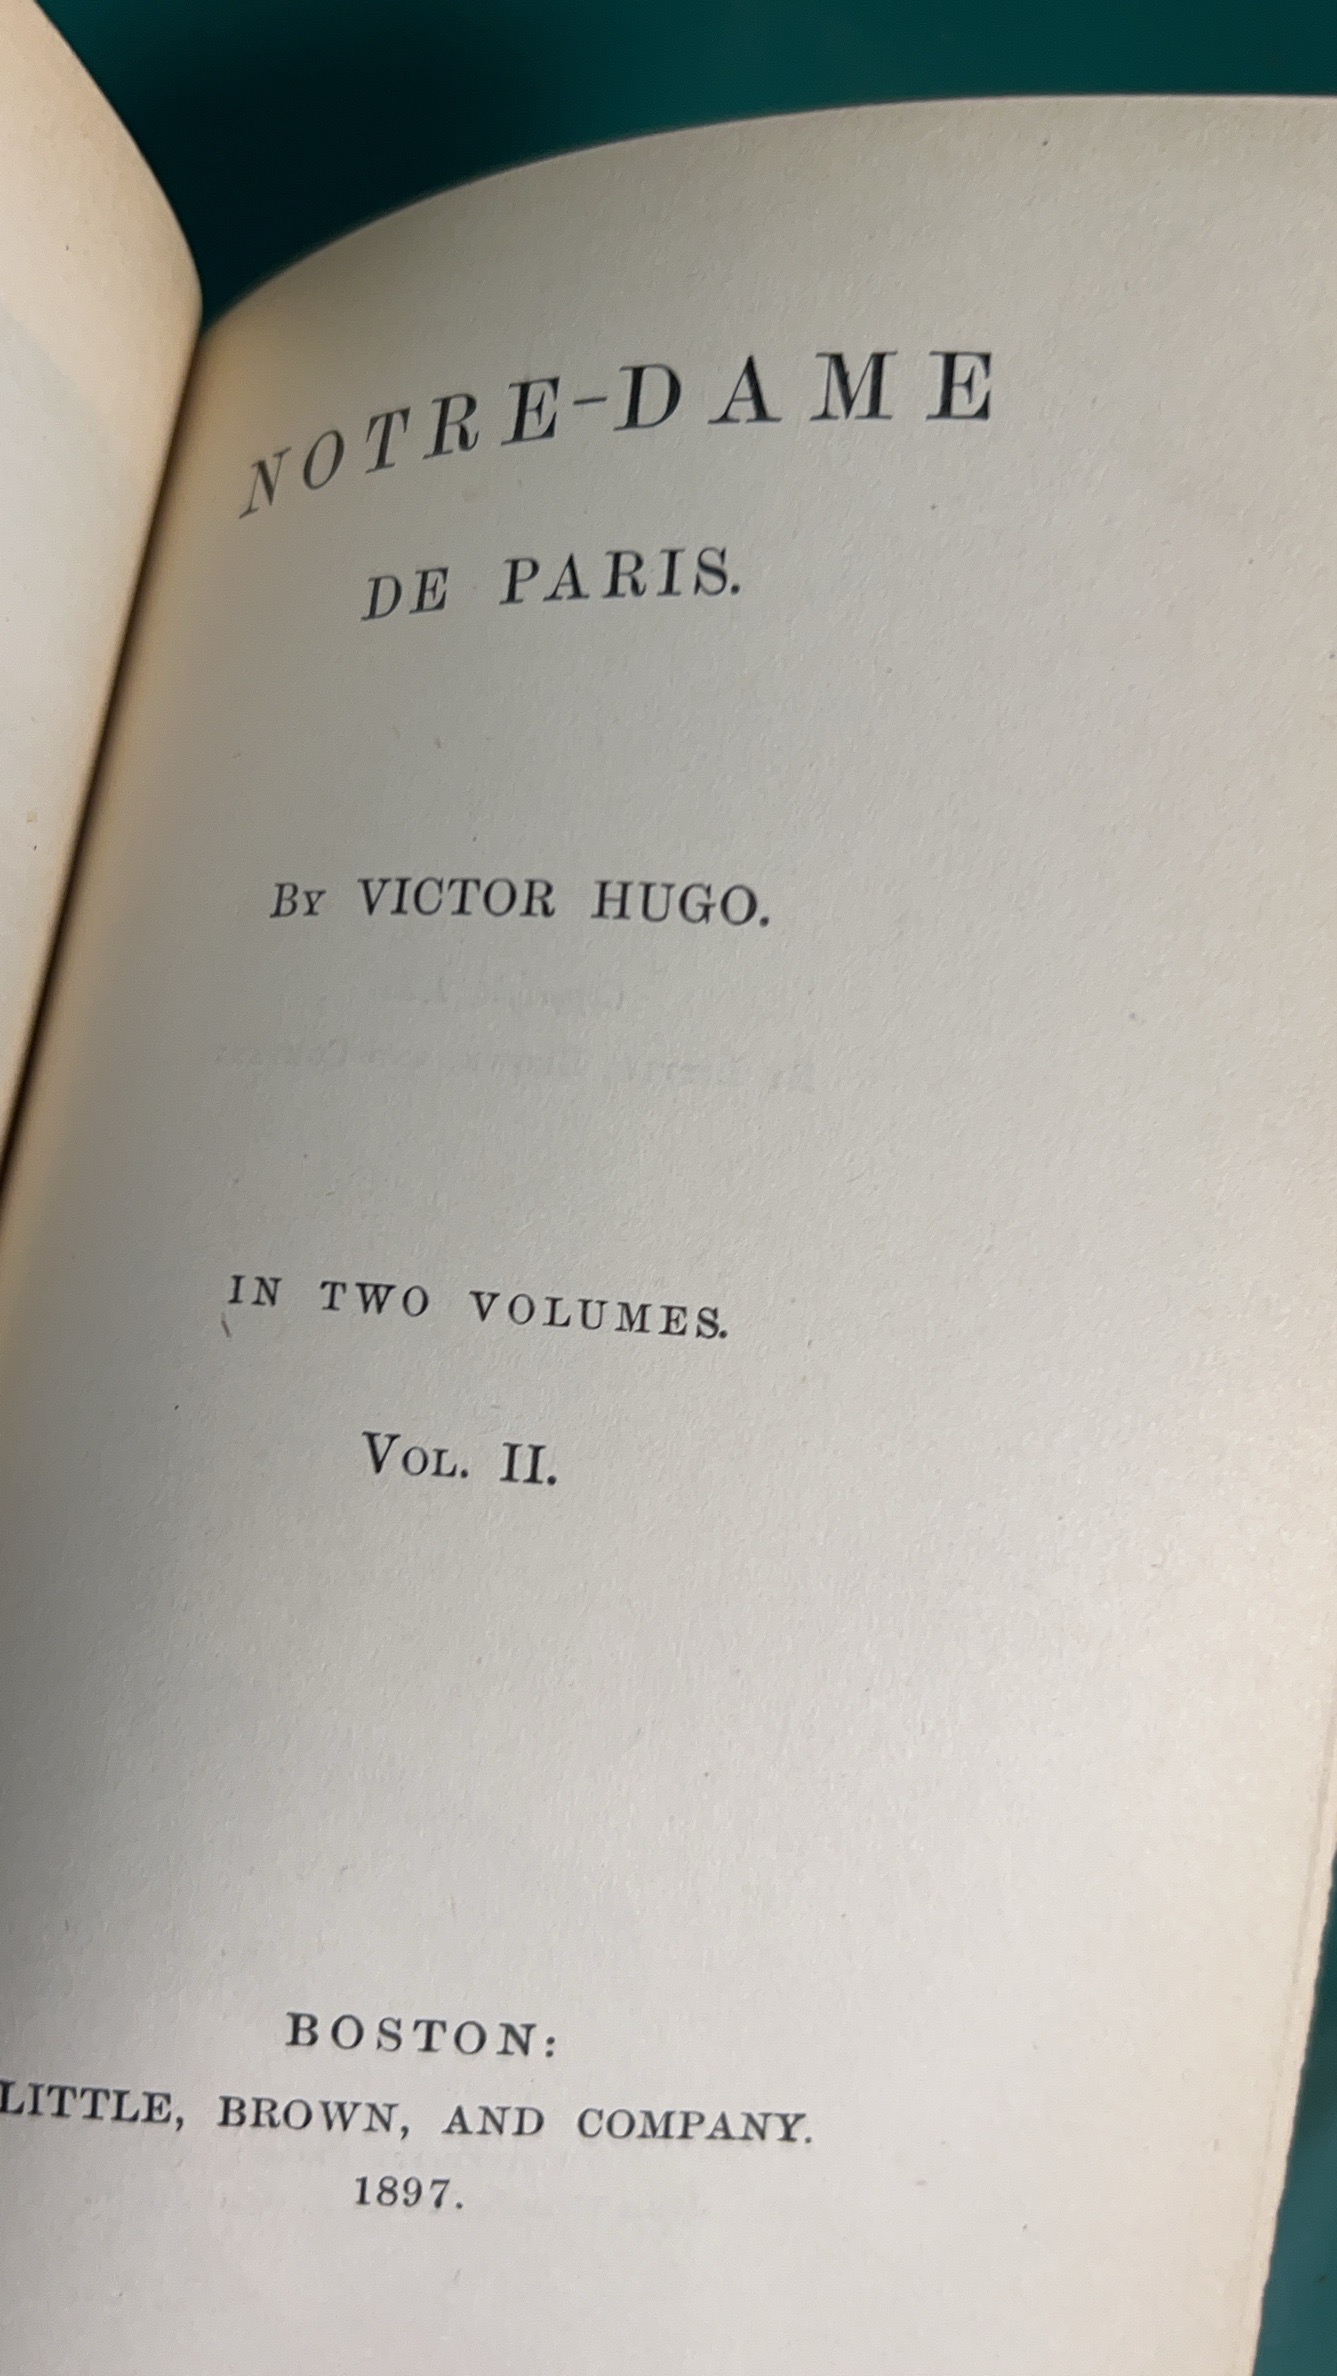 NOTRE-DAME
DE PARIS.
By VICTOR HUGO.
IN TWO VOLUMES.
Vol. II.
BOSTON:
LITTLE, BROWN, AND COMPANY.
1897.